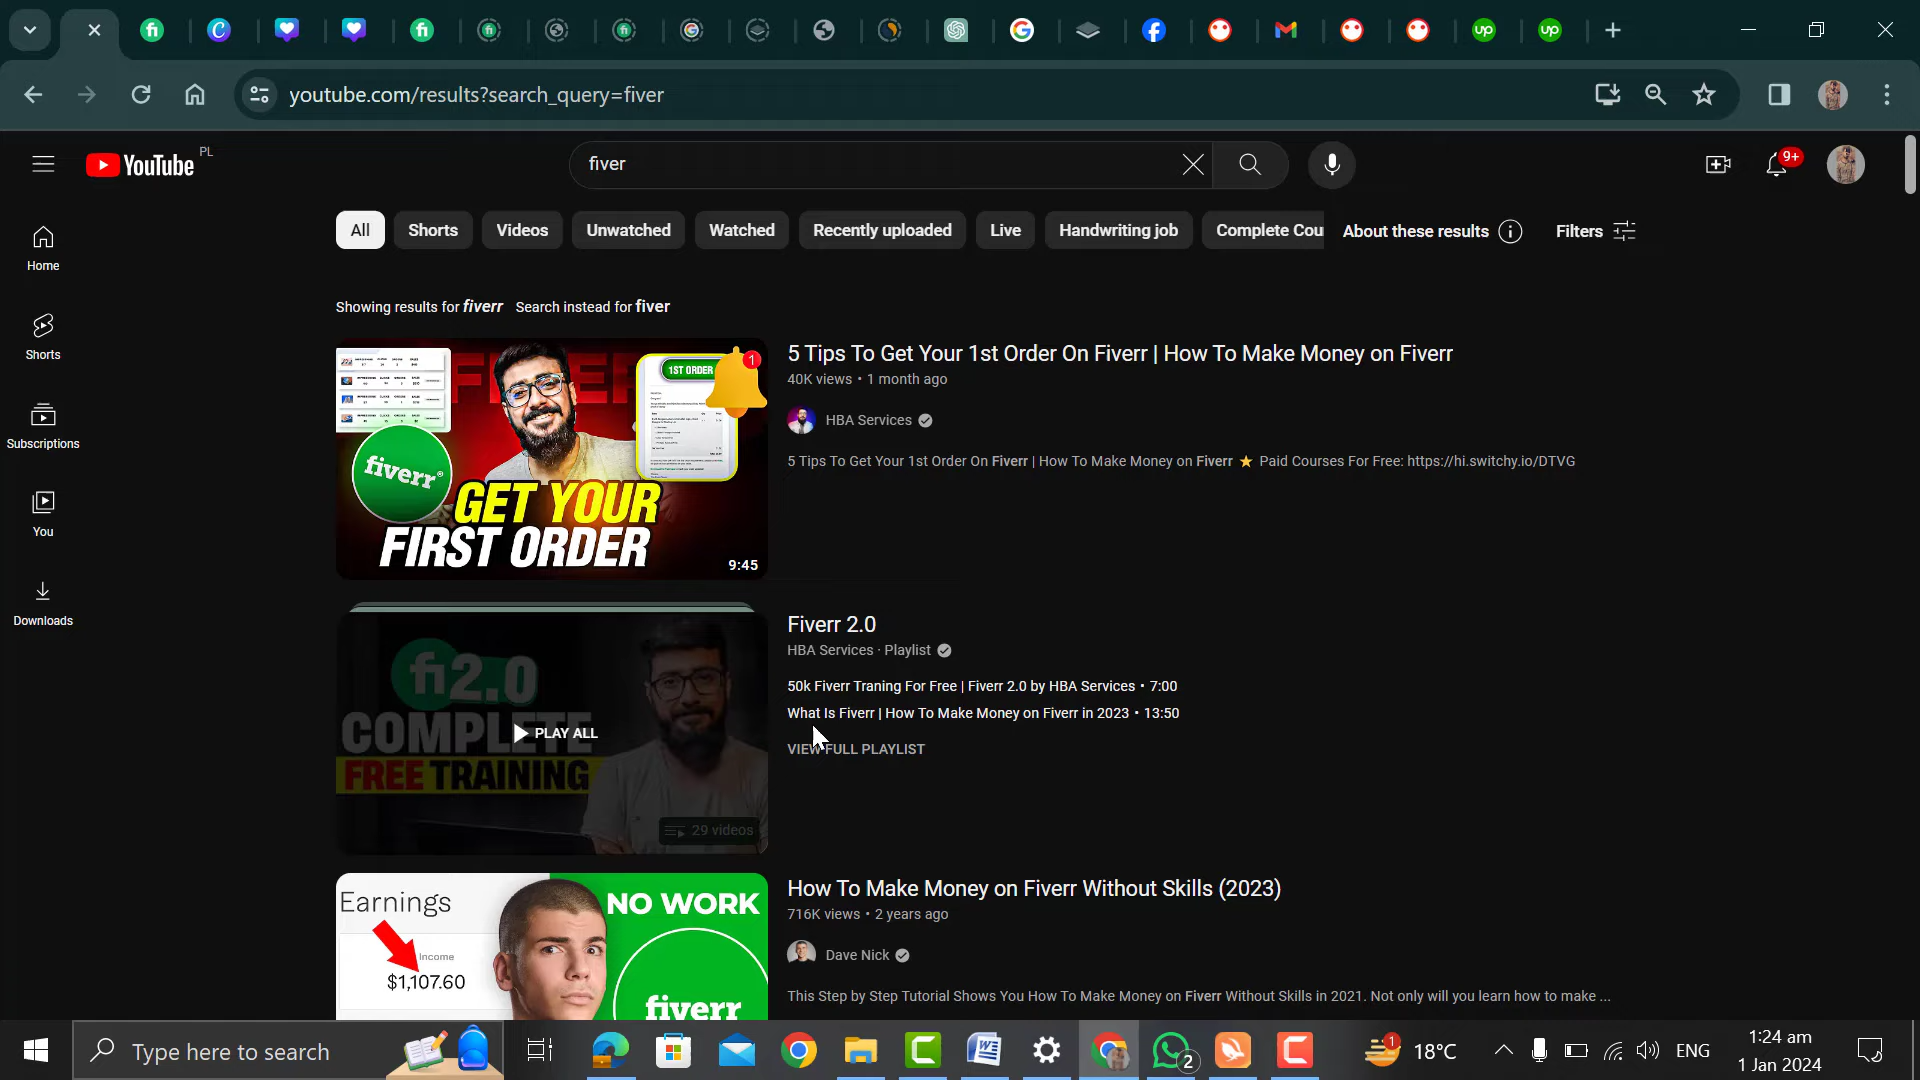 youtube.com/results?search_query=fiver
YouTube PL
fiver
9+
All
Shorts
Videos
Unwatched
Watched
Recently uploaded
Live
Handwriting job
Complete Cou
About these results
Filters
Home
Shorts
Subscriptions
You
Downloads
Showing results for fiverr Search instead for fiver
FIVERR
1ST ORDER
1
fiverr
GET YOUR
FIRST ORDER
9:45
5 Tips To Get Your 1st Order On Fiverr | How To Make Money on Fiverr
40K views • 1 month ago
HBA Services
5 Tips To Get Your 1st Order On Fiverr | How To Make Money on Fiverr ⭐ Paid Courses For Free: https://hi.switchy.io/DTVG
fi2.0
COMPLETE
FREE TRAINING
PLAY ALL
29 videos
Fiverr 2.0
HBA Services · Playlist
50k Fiverr Traning For Free | Fiverr 2.0 by HBA Services • 7:00
What Is Fiverr | How To Make Money on Fiverr in 2023 • 13:50
VIEW FULL PLAYLIST
Earnings
Income
$1,107.60
NO WORK
fiverr
How To Make Money on Fiverr Without Skills (2023)
716K views • 2 years ago
Dave Nick
This Step by Step Tutorial Shows You How To Make Money on Fiverr Without Skills in 2021. Not only will you learn how to make ...
Type here to search
2
1
18°C
ENG
1:24 am
1 Jan 2024